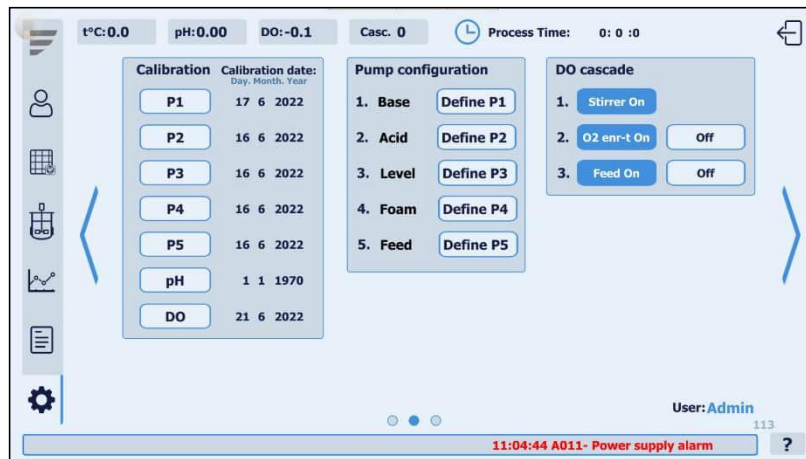 t°C:0.0 pH:0.00 DO:-0.1 Casc. 0 Process Time: 0: 0 :0
Calibration Calibration date:
Day. Month. Year
P1 17 6 2022
P2 16 6 2022
P3 16 6 2022
P4 16 6 2022
P5 16 6 2022
pH 1 1 1970
DO 21 6 2022
Pump configuration
1. Base Define P1
2. Acid Define P2
3. Level Define P3
4. Foam Define P4
5. Feed Define P5
DO cascade
1. Stirrer On
2. O2 enr-t On Off
3. Feed On Off
User:Admin
113
11:04:44 A011- Power supply alarm ?